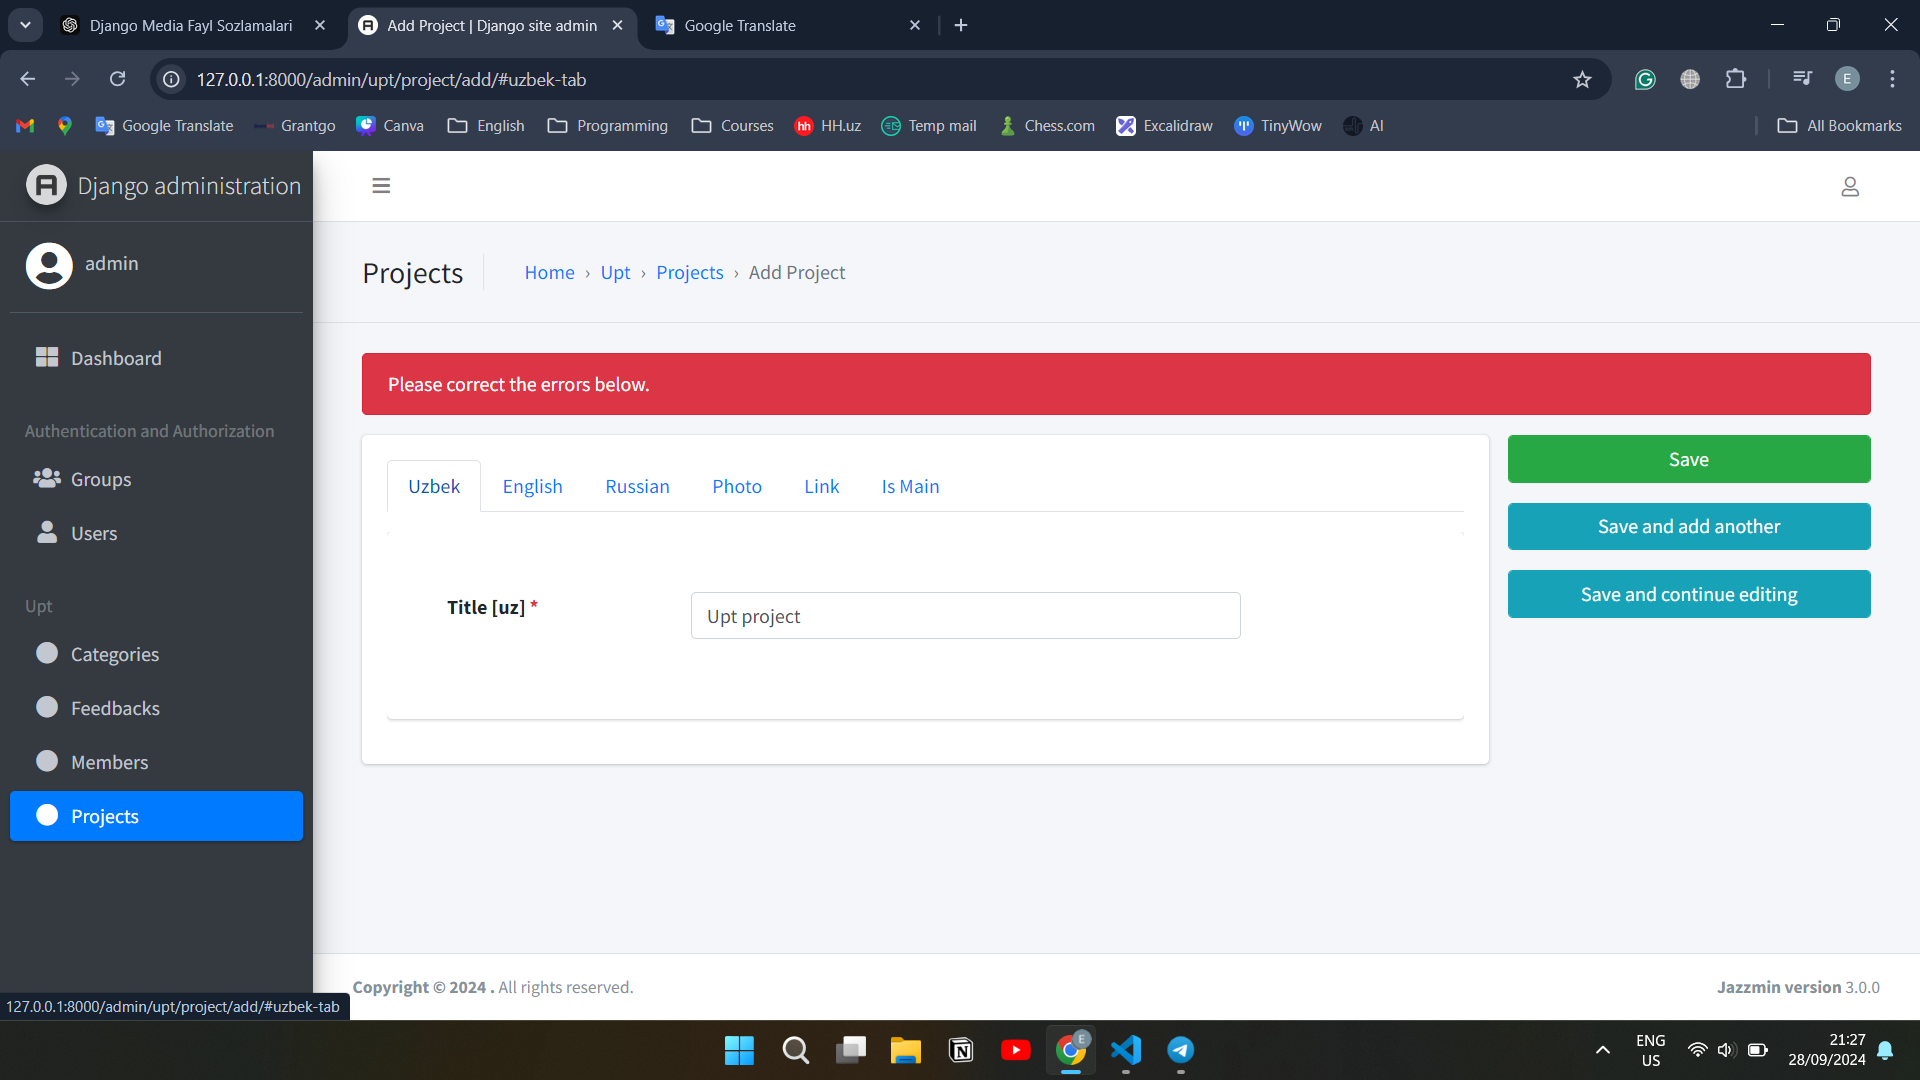 Django Media Fayl Sozlamalari
Add Project | Django site admin
Google Translate
127.0.0.1:8000/admin/upt/project/add/#uzbek-tab
E
Google Translate
Grantgo
Canva
English
Programming
Courses
hh HH.uz
Temp mail
Chess.com
Excalidraw
TinyWow
AI
All Bookmarks
Django administration
admin
Dashboard
Authentication and Authorization
Groups
Users
Upt
Categories
Feedbacks
Members
Projects
Projects
Home › Upt › Projects › Add Project
Please correct the errors below.
Uzbek English Russian Photo Link Is Main
Title [uz] *
Upt project
Save
Save and add another
Save and continue editing
Copyright © 2024 . All rights reserved.
Jazzmin version 3.0.0
127.0.0.1:8000/admin/upt/project/add/#uzbek-tab
E
ENG
US
21:27
28/09/2024